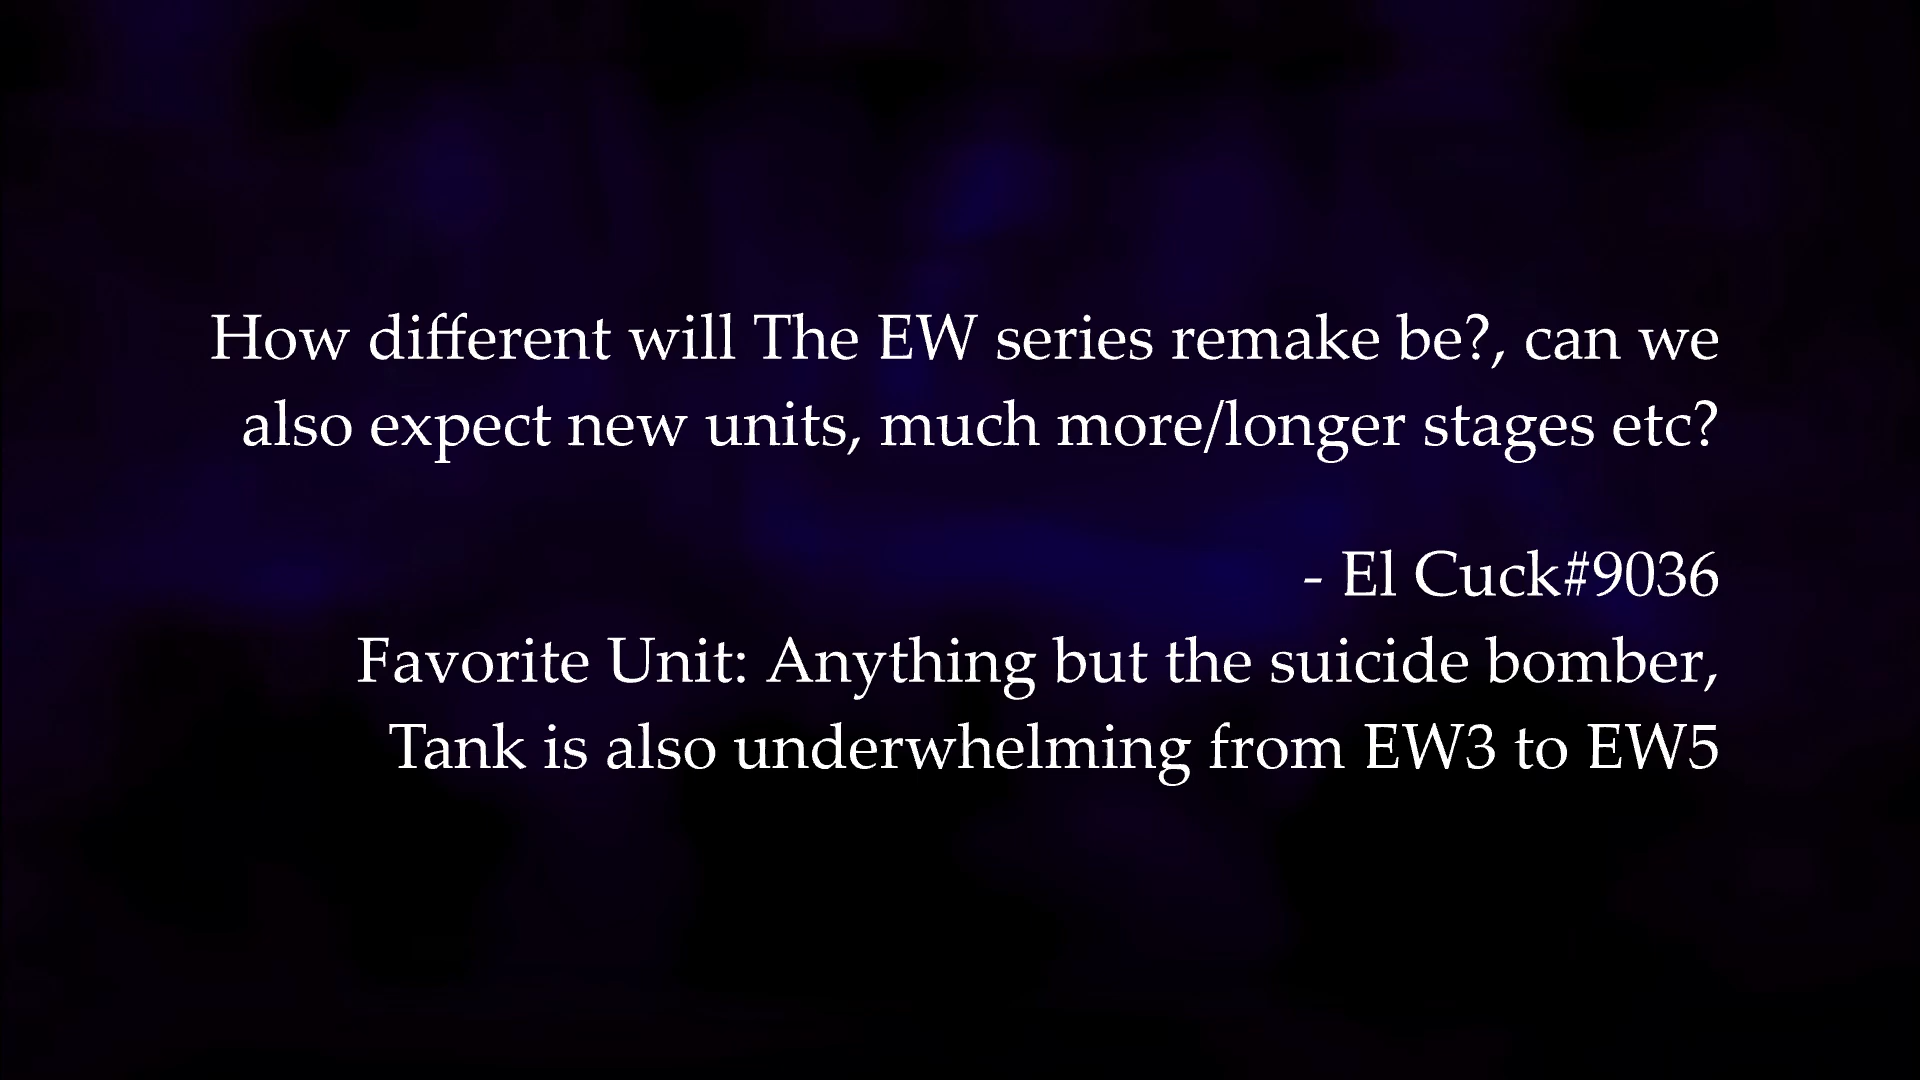 How different will The EW series remake be?, can we
also expect new units, much more/longer stages etc?
- El Cuck#9036
Favorite Unit: Anything but the suicide bomber,
Tank is also underwhelming from EW3 to EW5